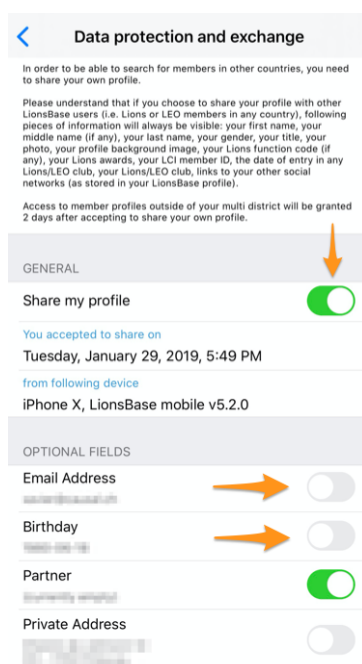 Data protection and exchange
In order to be able to search for members in other countries, you need
to share your own profile.
Please understand that if you choose to share your profile with other
LionsBase users (i.e. Lions or LEO members in any country), following
pieces of information will always be visible: your first name, your
middle name (if any), your last name, your gender, your title, your
photo, your profile background image, your Lions function code (if
any), your Lions awards, your LCI member ID, the date of entry in any
Lions/LEO club, your Lions/LEO club, links to your other social
networks (as stored in your LionsBase profile).
Access to member profiles outside of your multi district will be granted
2 days after accepting to share your own profile.
GENERAL
Share my profile
You accepted to share on
Tuesday, January 29, 2019, 5:49 PM
from following device
iPhone X, LionsBase mobile v5.2.0
OPTIONAL FIELDS
Email Address
Birthday
Partner
Private Address